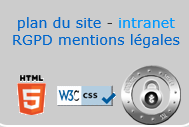 plan du site - intranet
RGPD mentions légales
HTML
5
W3C css